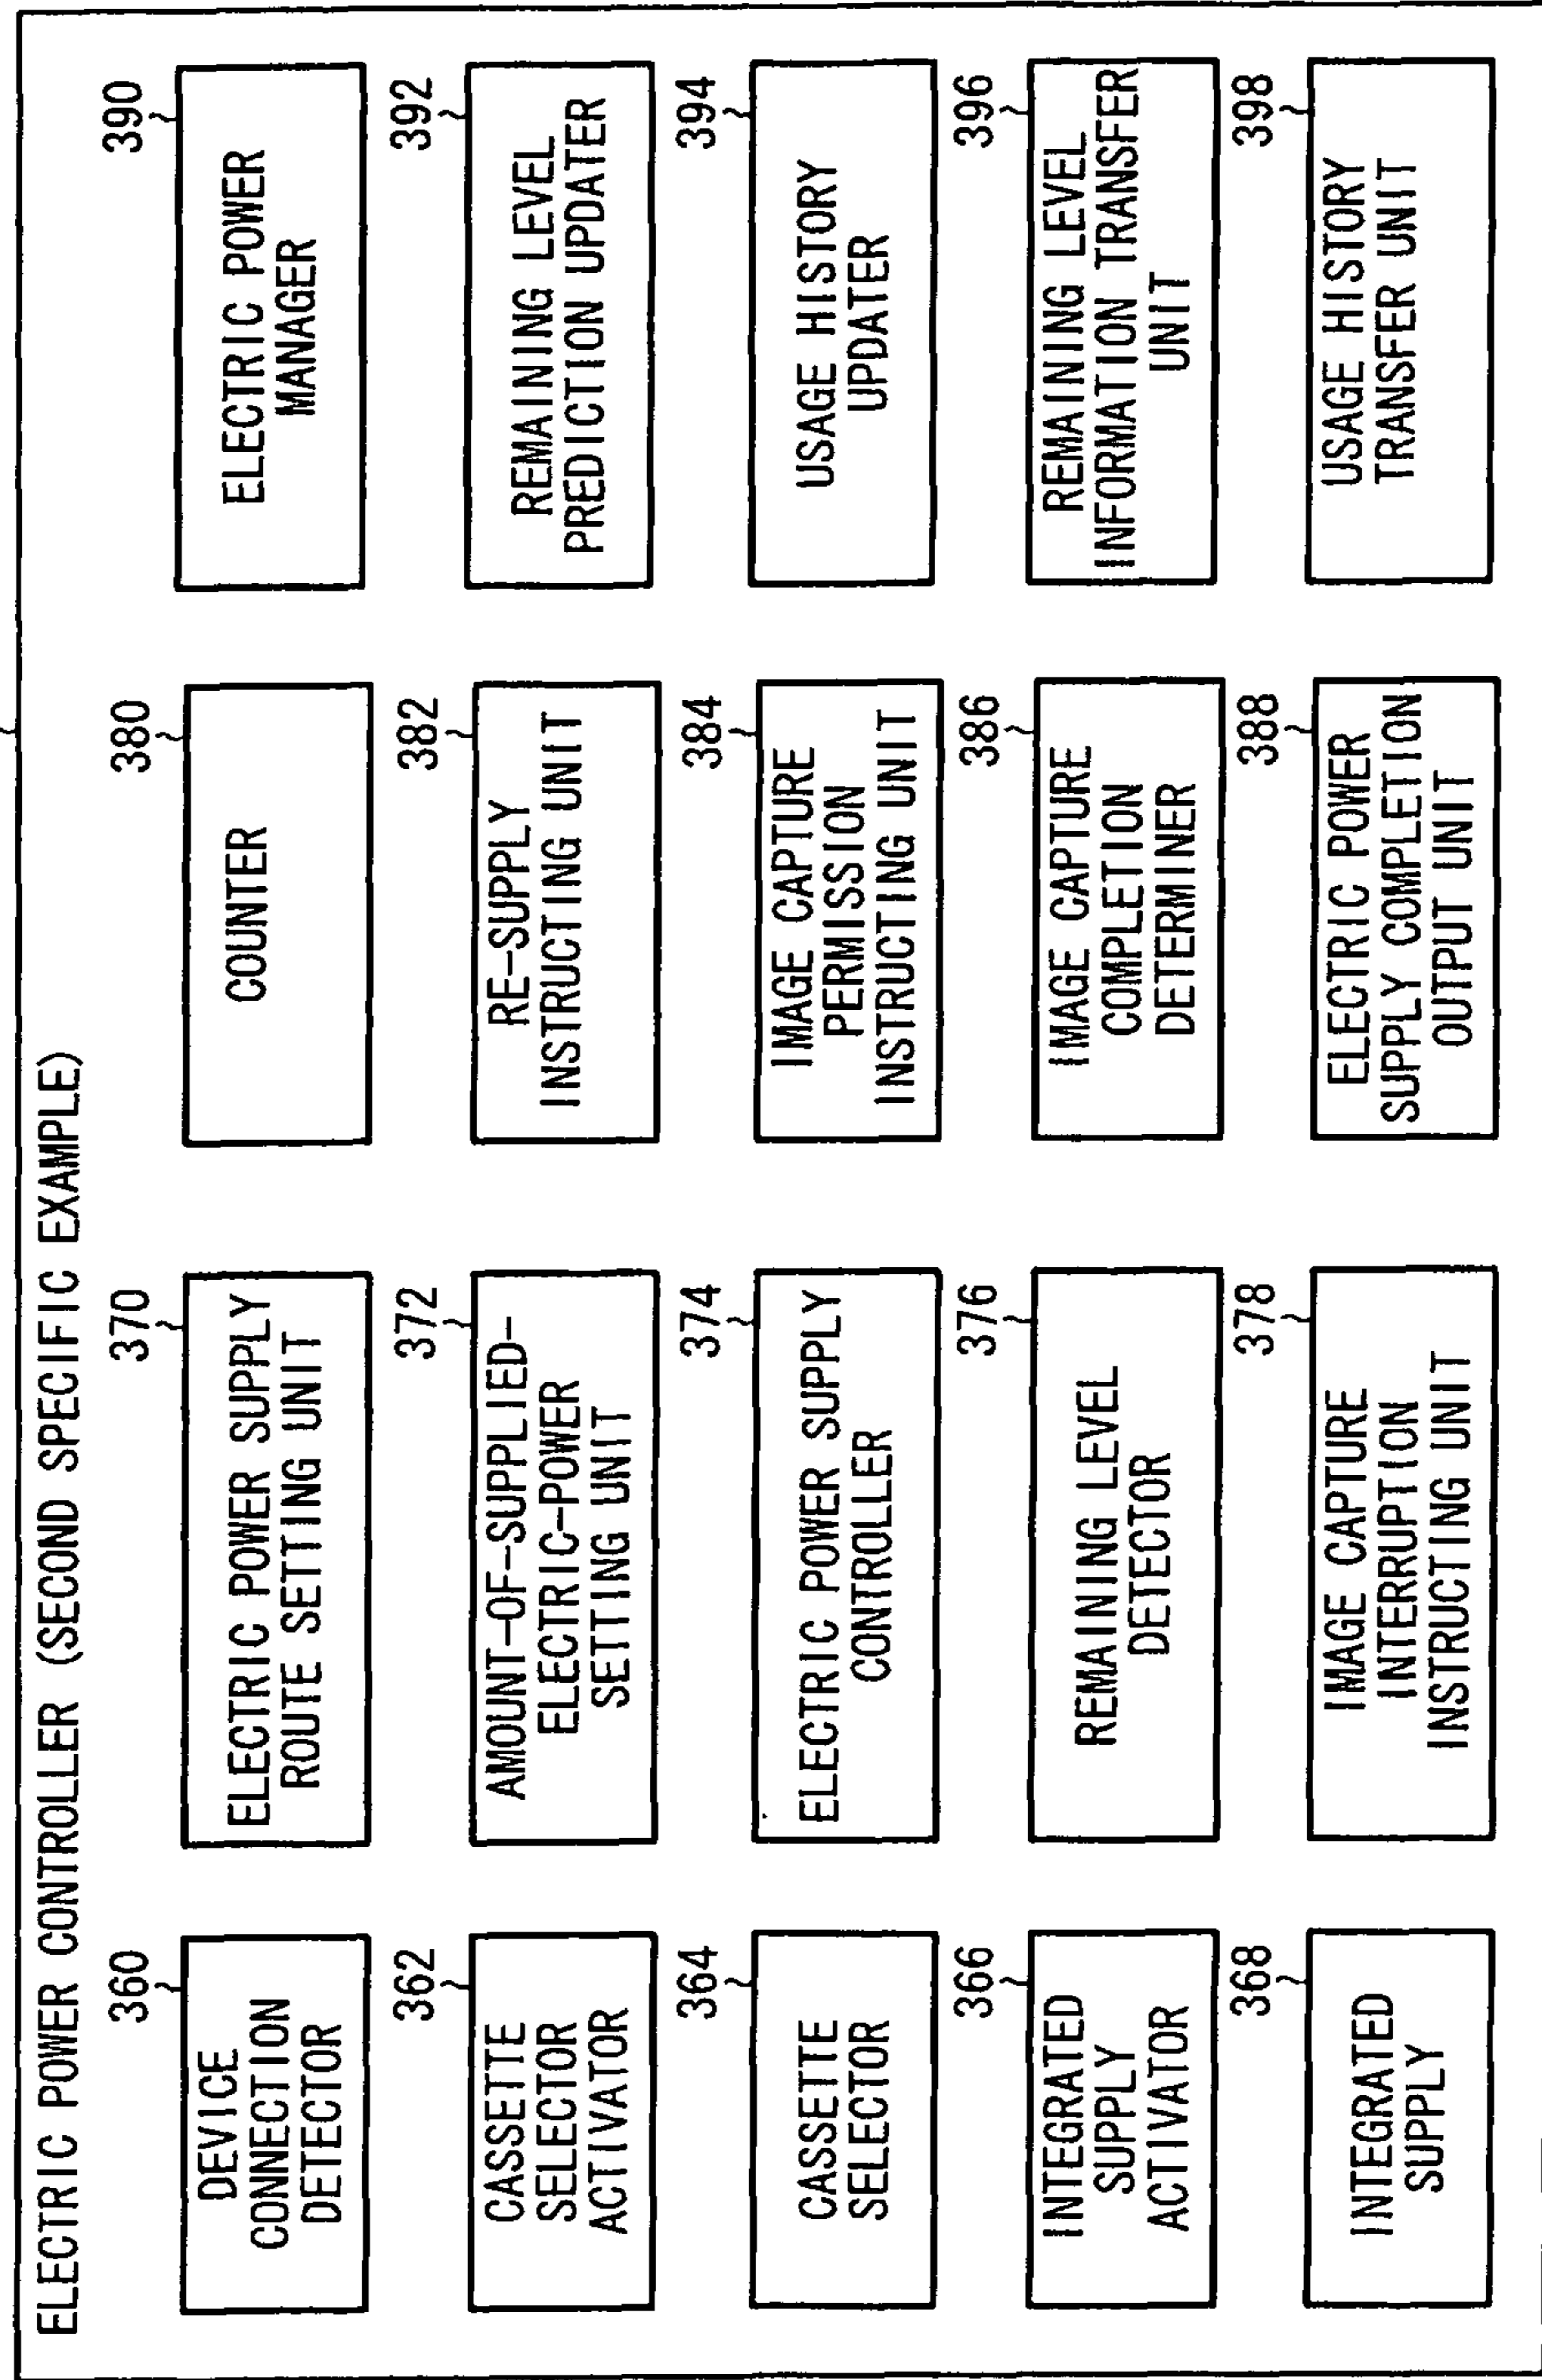 ELECTRIC POWER CONTROLLER (SECOND SPECIFIC EXAMPLE)
360
DEVICE
CONNECTION
DETECTOR
362
CASSETTE
SELECTOR
ACTIVATOR
364
CASSETTE
SELECTOR
366
INTEGRATED
SUPPLY
ACTIVATOR
368
INTEGRATED
SUPPLY
370
ELECTRIC POWER SUPPLY
ROUTE SETTING UNIT
372
AMOUNT-OF-SUPPLIED-
ELECTRIC-POWER
SETTING UNIT
374
ELECTRIC POWER SUPPLY
CONTROLLER
376
REMAINING LEVEL
DETECTOR
378
IMAGE CAPTURE
INTERRUPTION
INSTRUCTING UNIT
380
COUNTER
382
RE-SUPPLY
INSTRUCTING UNIT
384
IMAGE CAPTURE
PERMISSION
INSTRUCTING UNIT
386
IMAGE CAPTURE
COMPLETION
DETERMINER
388
ELECTRIC POWER
SUPPLY COMPLETION
OUTPUT UNIT
390
ELECTRIC POWER
MANAGER
392
REMAINING LEVEL
PREDICTION UPDATER
394
USAGE HISTORY
UPDATER
396
REMAINING LEVEL
INFORMATION TRANSFER
UNIT
398
USAGE HISTORY
TRANSFER UNIT